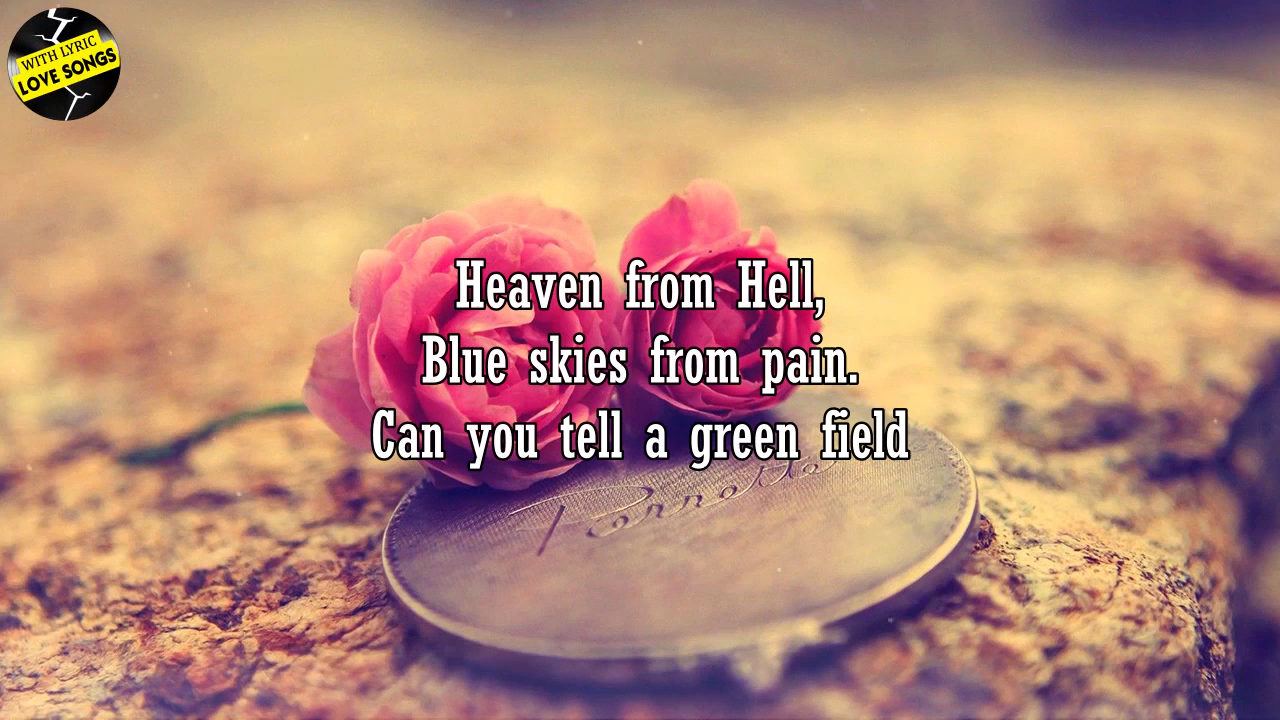 WITH LYRIC
LOVE SONGS
Heaven from Hell,
Blue skies from pain.
Can you tell a green field